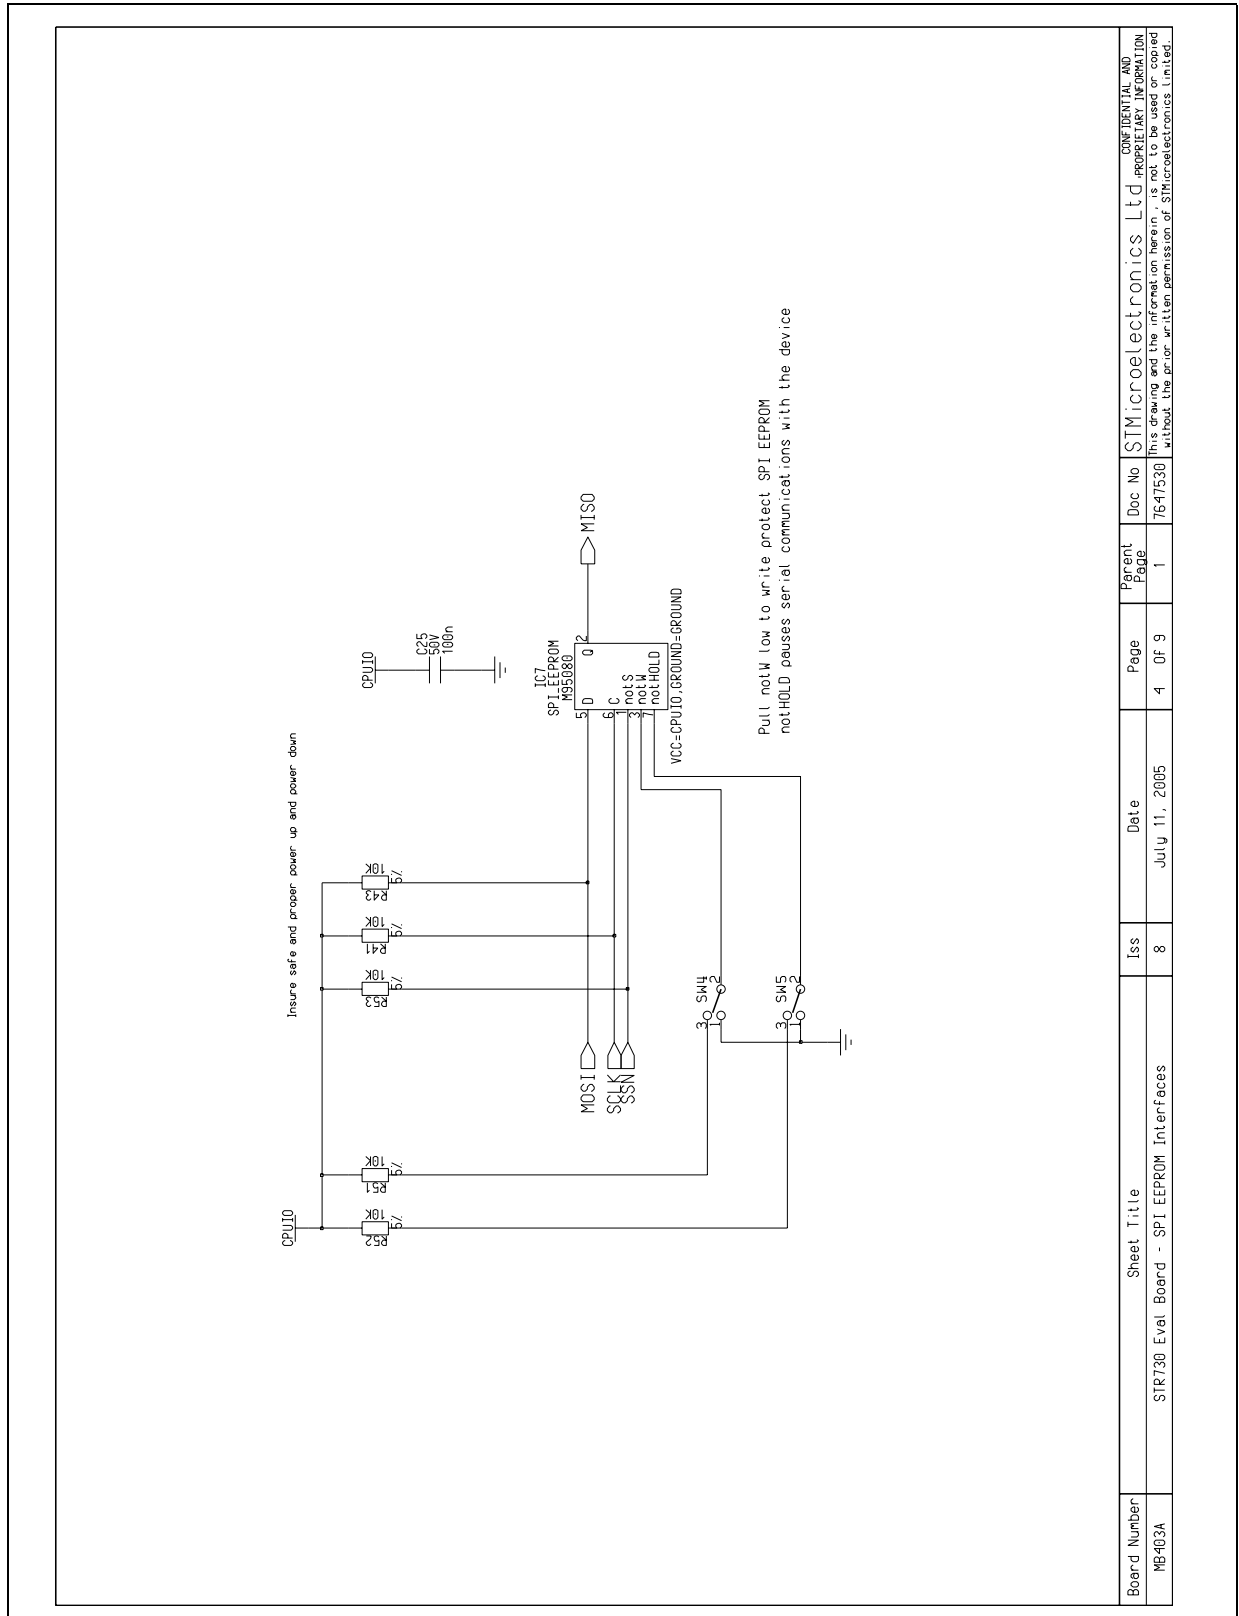 Insure safe and proper power up and power down
CPUIO
R52
10K
5%
R51
10K
5%
R53
10K
5%
R41
10K
5%
R43
10K
5%
CPUIO
C25
50V
100n
IC7
SPI_EEPROM
M95080
MOSI
SCLK
SSN
5 D
Q 2
6 C
1 notS
3 notW
7 notHOLD
MISO
VCC=CPUIO,GROUND=GROUND
SW4
3
1
2
SW5
3
1
2
Pull notW low to write protect SPI EEPROM
notHOLD pauses serial communications with the device
Board Number
MB403A
Sheet Title
STR730 Eval Board - SPI EEPROM Interfaces
Iss
8
Date
July 11, 2005
Page
4 Of 9
Parent
Page
1
Doc No
7647530
STMicroelectronics Ltd.
CONFIDENTIAL AND
PROPRIETARY INFORMATION
This drawing and the information herein , is not to be used or copied
without the prior written permission of STMicroelectronics limited.